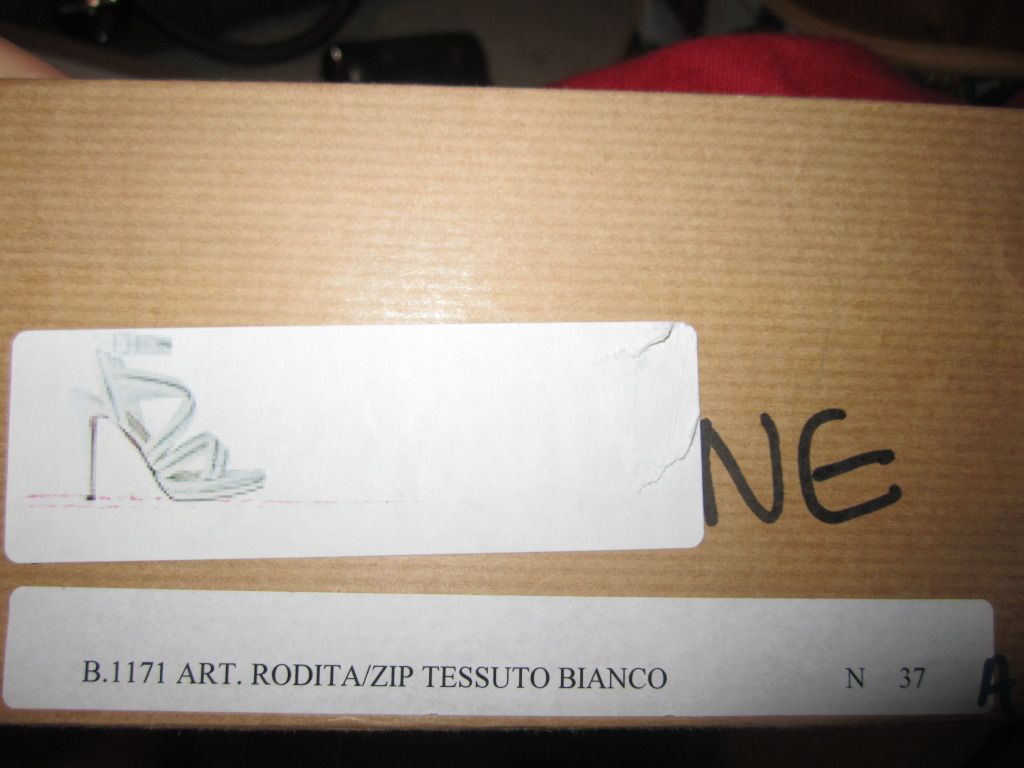 NE
B.1171 ART. RODITA/ZIP TESSUTO BIANCO N 37
A